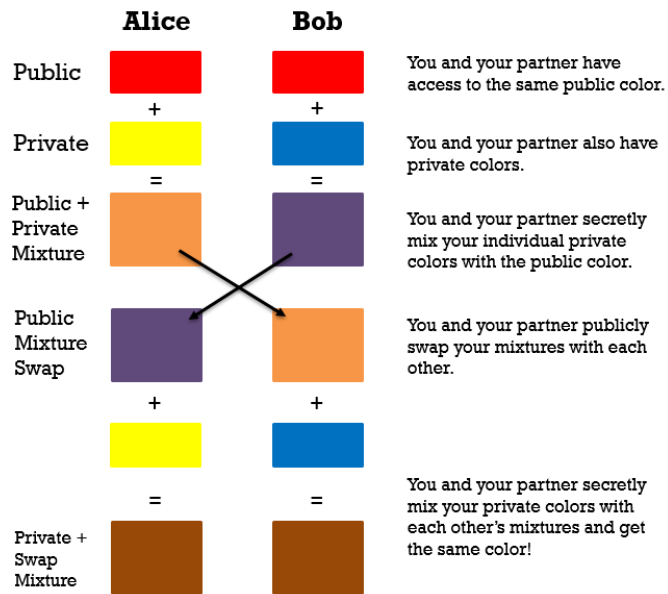 Alice Bob
Public
You and your partner have
access to the same public color.
+ +
Private
You and your partner also have
private colors.
= =
Public +
Private
Mixture
You and your partner secretly
mix your individual private
colors with the public color.
Public
Mixture
Swap
You and your partner publicly
swap your mixtures with each
other.
+ +
= =
You and your partner secretly
mix your private colors with
each other's mixtures and get
the same color!
Private +
Swap
Mixture